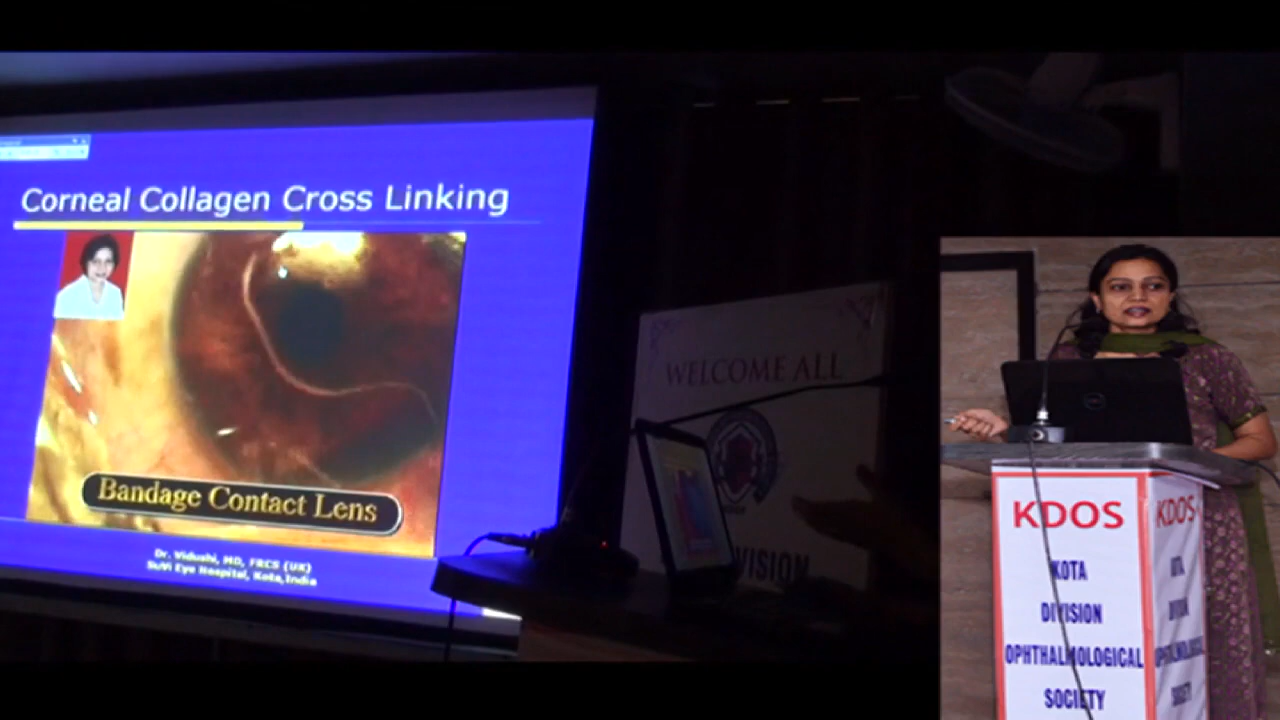 Corneal Collagen Cross Linking
Bandage Contact Lens
Dr. Vidushi, MD, FRCS (UK)
SuVi Eye Hospital, Kota, India
WELCOME ALL
VISION
KDOS
KOTA
DIVISION
OPHTHALMOLOGICAL
SOCIETY
KDOS